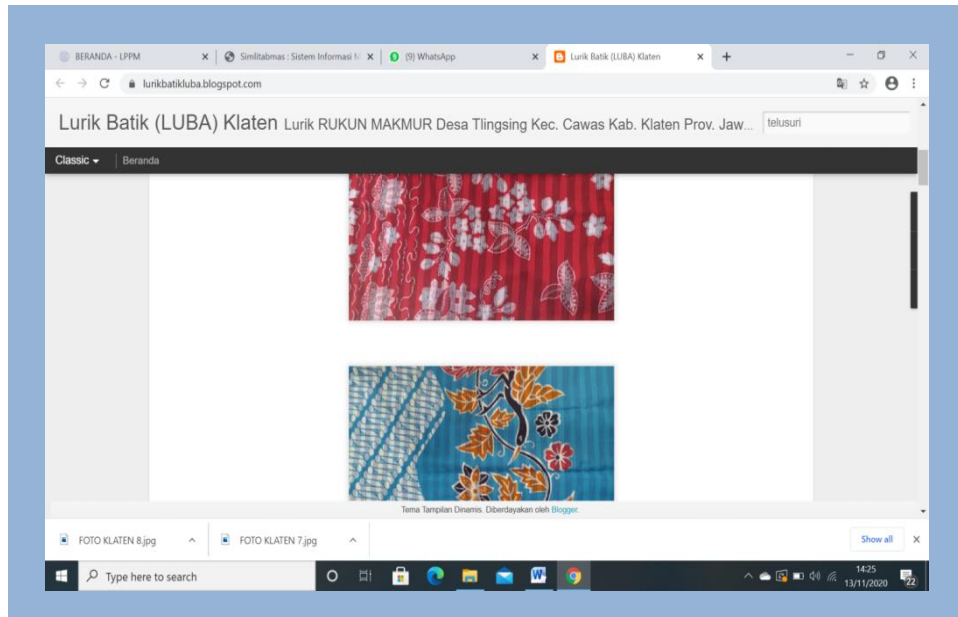 BERANDA - LPPM
Simlitabmas : Sistem Informasi M
(9) WhatsApp
Lurik Batik (LUBA) Klaten
lurikbatikluba.blogspot.com
Lurik Batik (LUBA) Klaten Lurik RUKUN MAKMUR Desa Tlingsing Kec. Cawas Kab. Klaten Prov. Jaw...
telusuri
Classic
Beranda
Tema Tampilan Dinamis. Diberdayakan oleh Blogger.
FOTO KLATEN 8.jpg
FOTO KLATEN 7.jpg
Show all
Type here to search
14:25
13/11/2020
22